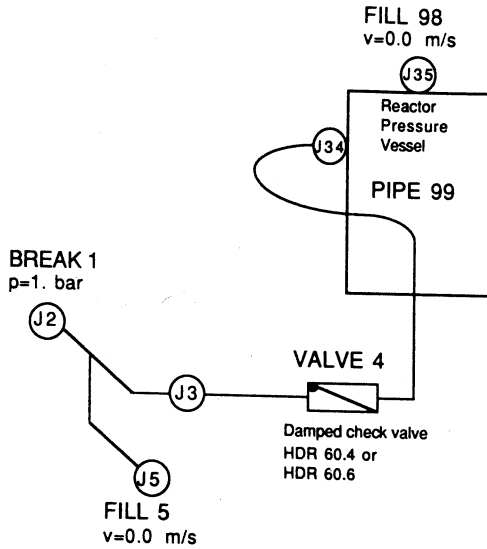 FILL 98
v=0.0 m/s
J35
Reactor
Pressure
Vessel
J34
PIPE 99
BREAK 1
p=1. bar
J2
VALVE 4
J3
Damped check valve
HDR 60.4 or
HDR 60.6
J5
FILL 5
v=0.0 m/s